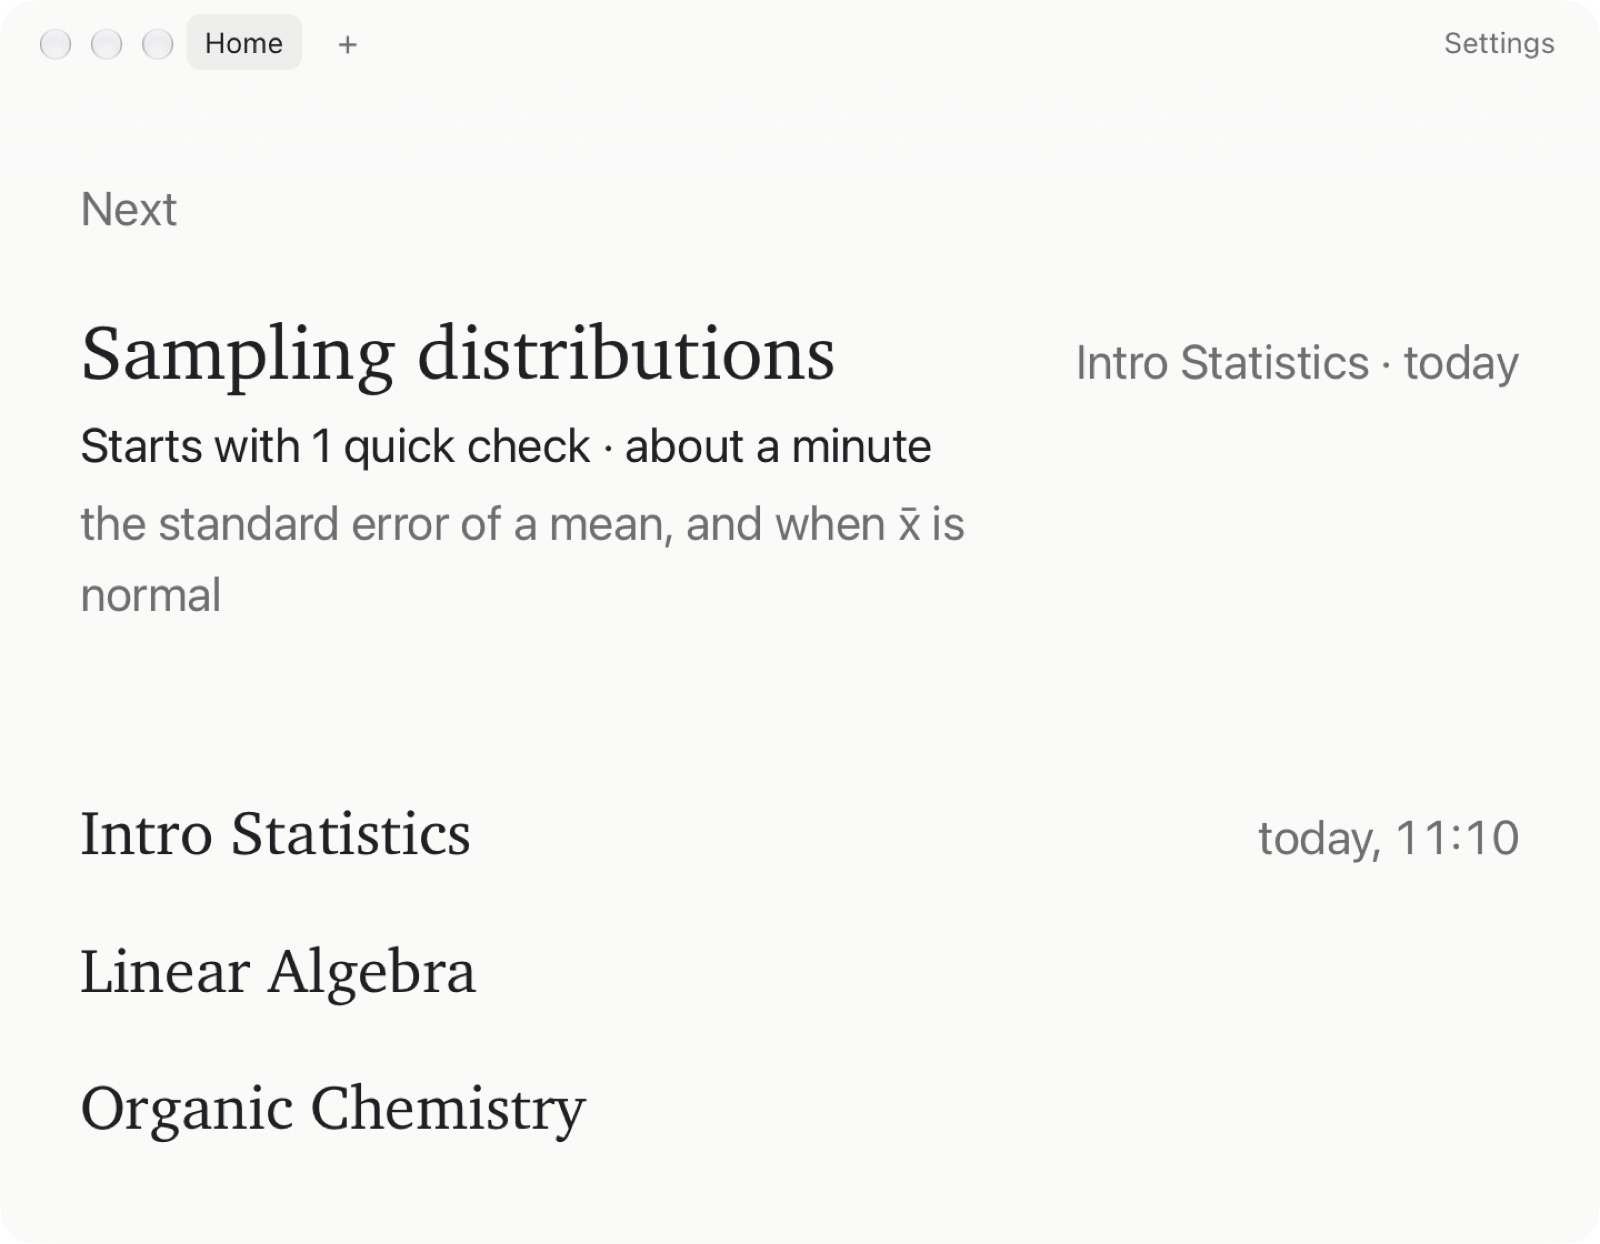 Home +
Settings
Next
Sampling distributions
Intro Statistics · today
Starts with 1 quick check · about a minute
the standard error of a mean, and when x̄ is
normal
Intro Statistics
today, 11:10
Linear Algebra
Organic Chemistry